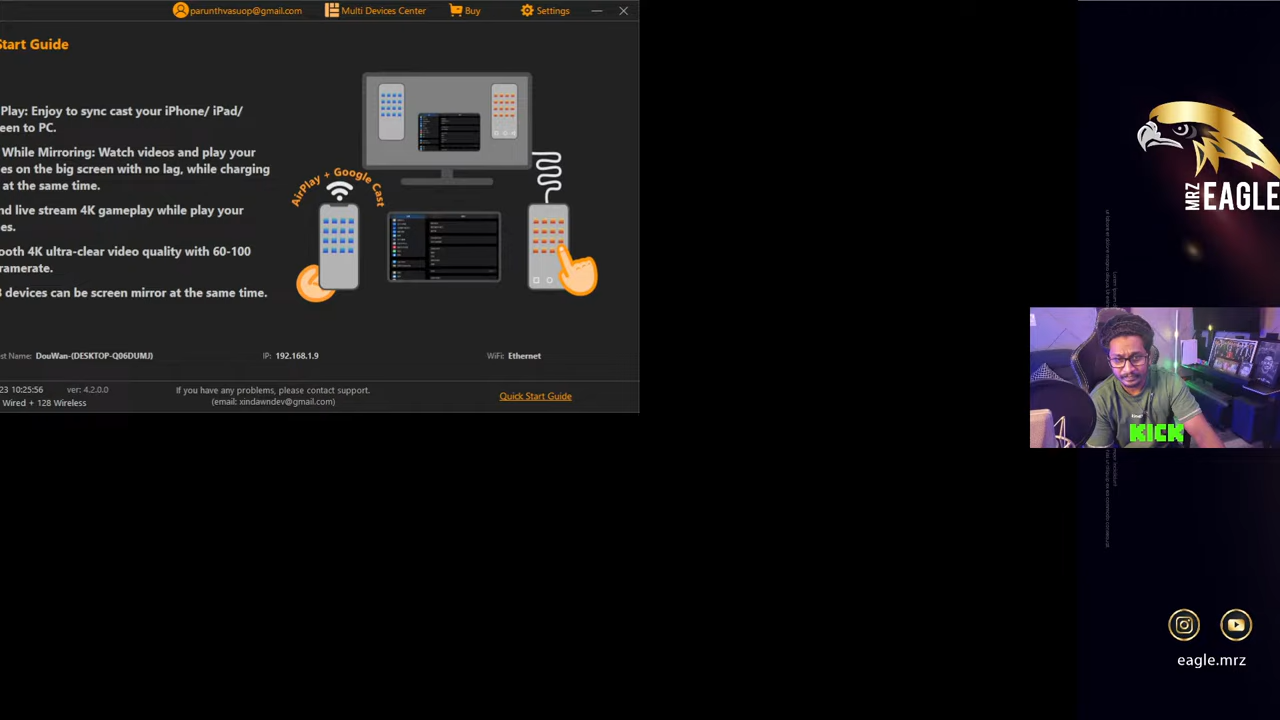 parunthvasuop@gmail.com
Multi Devices Center
Buy
Settings
Start Guide
Play: Enjoy to sync cast your iPhone/ iPad/
een to PC.
While Mirroring: Watch videos and play your
es on the big screen with no lag, while charging
at the same time.
nd live stream 4K gameplay while play your
es.
ooth 4K ultra-clear video quality with 60-100
ramerate.
devices can be screen mirror at the same time.
AirPlay + Google Cast
st Name: DouWan-(DESKTOP-Q06DUMJ)
IP: 192.168.1.9
WiFi: Ethernet
23 10:25:56
ver: 4.2.0.0
Wired + 128 Wireless
If you have any problems, please contact support.
(email: xindawndev@gmail.com)
Quick Start Guide
MRZ
EAGLE
KICK
eagle.mrz